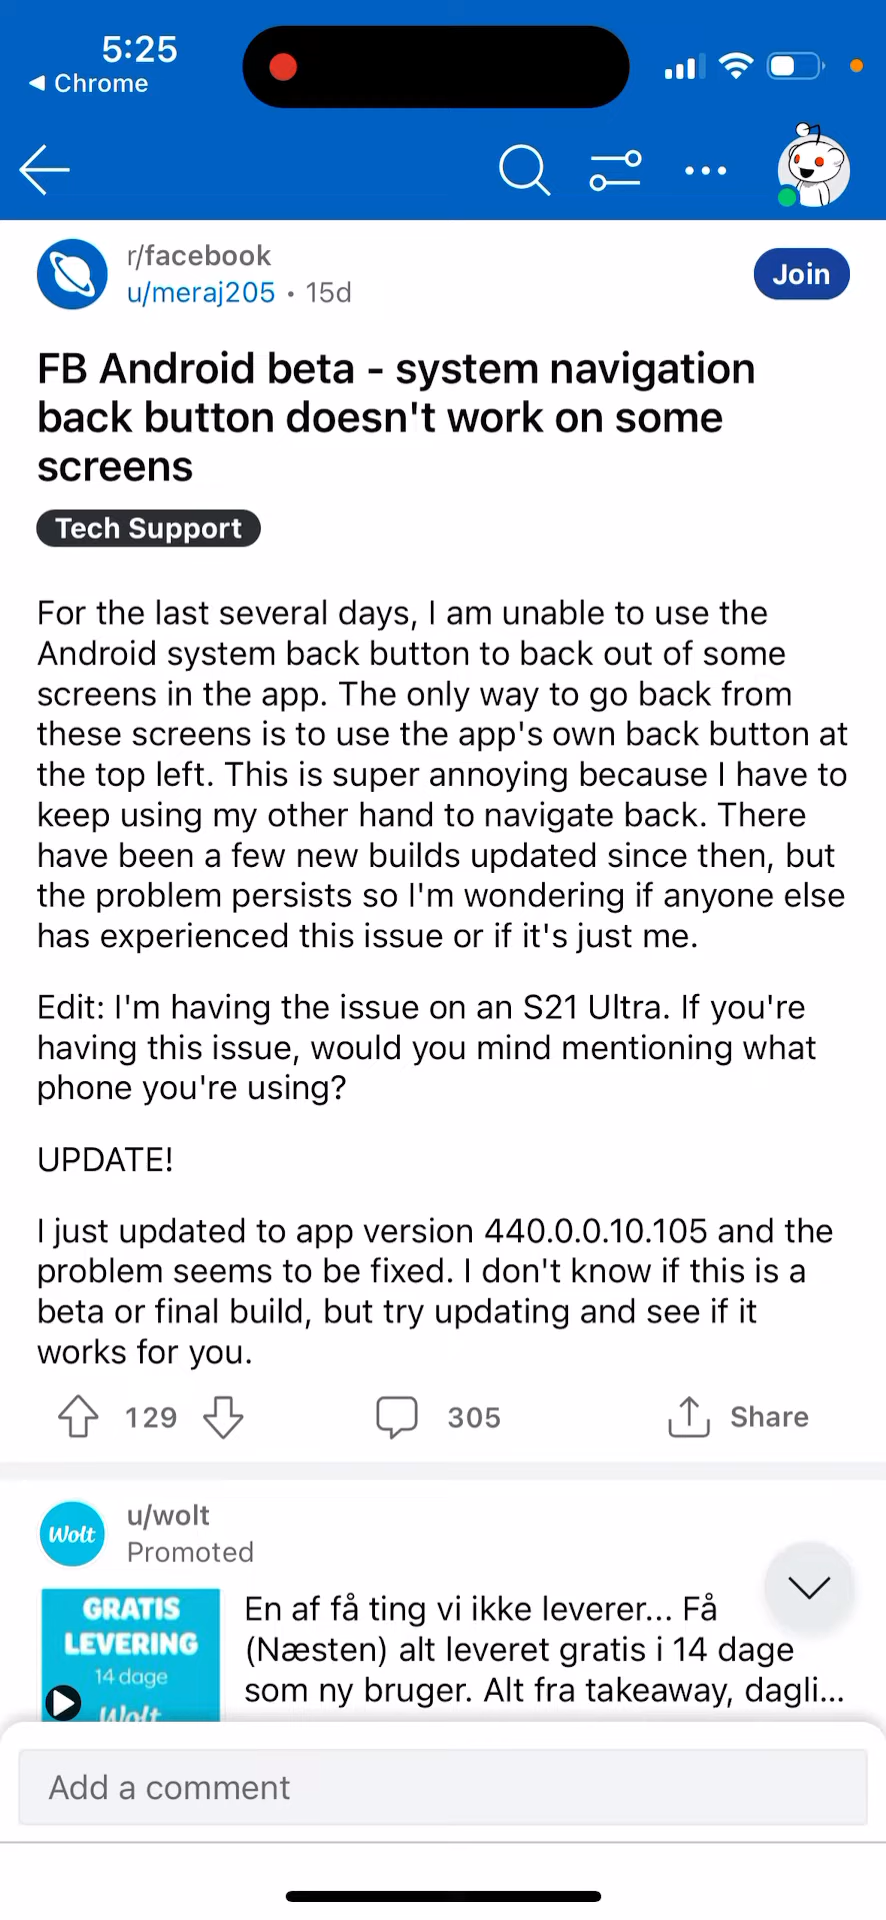 5:25
Chrome
r/facebook
u/meraj205 • 15d
Join
FB Android beta - system navigation
back button doesn't work on some
screens
Tech Support
For the last several days, I am unable to use the
Android system back button to back out of some
screens in the app. The only way to go back from
these screens is to use the app's own back button at
the top left. This is super annoying because I have to
keep using my other hand to navigate back. There
have been a few new builds updated since then, but
the problem persists so I'm wondering if anyone else
has experienced this issue or if it's just me.
Edit: I'm having the issue on an S21 Ultra. If you're
having this issue, would you mind mentioning what
phone you're using?
UPDATE!
I just updated to app version 440.0.0.10.105 and the
problem seems to be fixed. I don't know if this is a
beta or final build, but try updating and see if it
works for you.
129
305
Share
Wolt
u/wolt
Promoted
GRATIS
LEVERING
14 dage
Wolt
En af få ting vi ikke leverer... Få
(Næsten) alt leveret gratis i 14 dage
som ny bruger. Alt fra takeaway, dagli...
Add a comment